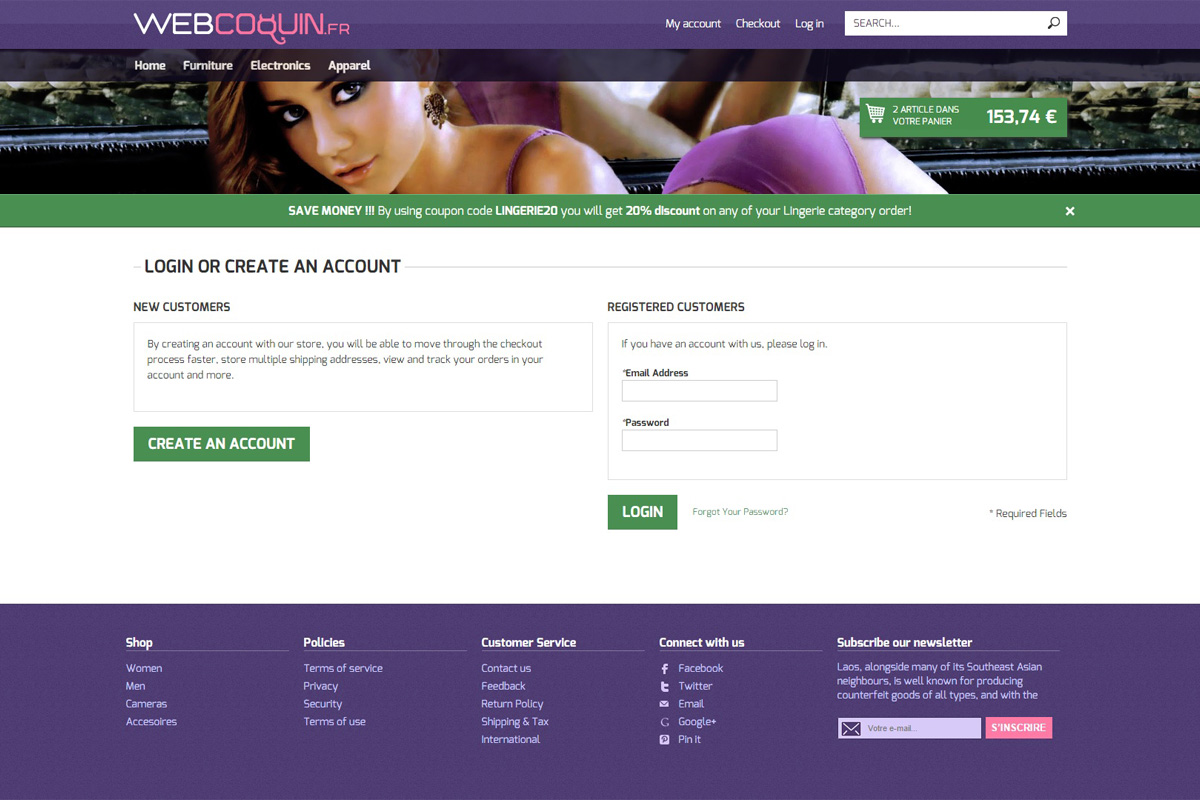 WEBCOQUIN.FR
My account Checkout Log in
SEARCH...
Home Furniture Electronics Apparel
2 ARTICLE DANS
VOTRE PANIER
153,74 €
SAVE MONEY !!! By using coupon code LINGERIE20 you will get 20% discount on any of your Lingerie category order!
LOGIN OR CREATE AN ACCOUNT
NEW CUSTOMERS
By creating an account with our store, you will be able to move through the checkout
process faster, store multiple shipping addresses, view and track your orders in your
account and more.
CREATE AN ACCOUNT
REGISTERED CUSTOMERS
If you have an account with us, please log in.
*Email Address
*Password
LOGIN
Forgot Your Password?
* Required Fields
Shop
Women
Men
Cameras
Accesoires
Policies
Terms of service
Privacy
Security
Terms of use
Customer Service
Contact us
Feedback
Return Policy
Shipping & Tax
International
Connect with us
Facebook
Twitter
Email
Google+
Pin it
Subscribe our newsletter
Laos, alongside many of its Southeast Asian
neighbours, is well known for producing
counterfeit goods of all types, and with the
Votre e-mail...
S'INSCRIRE